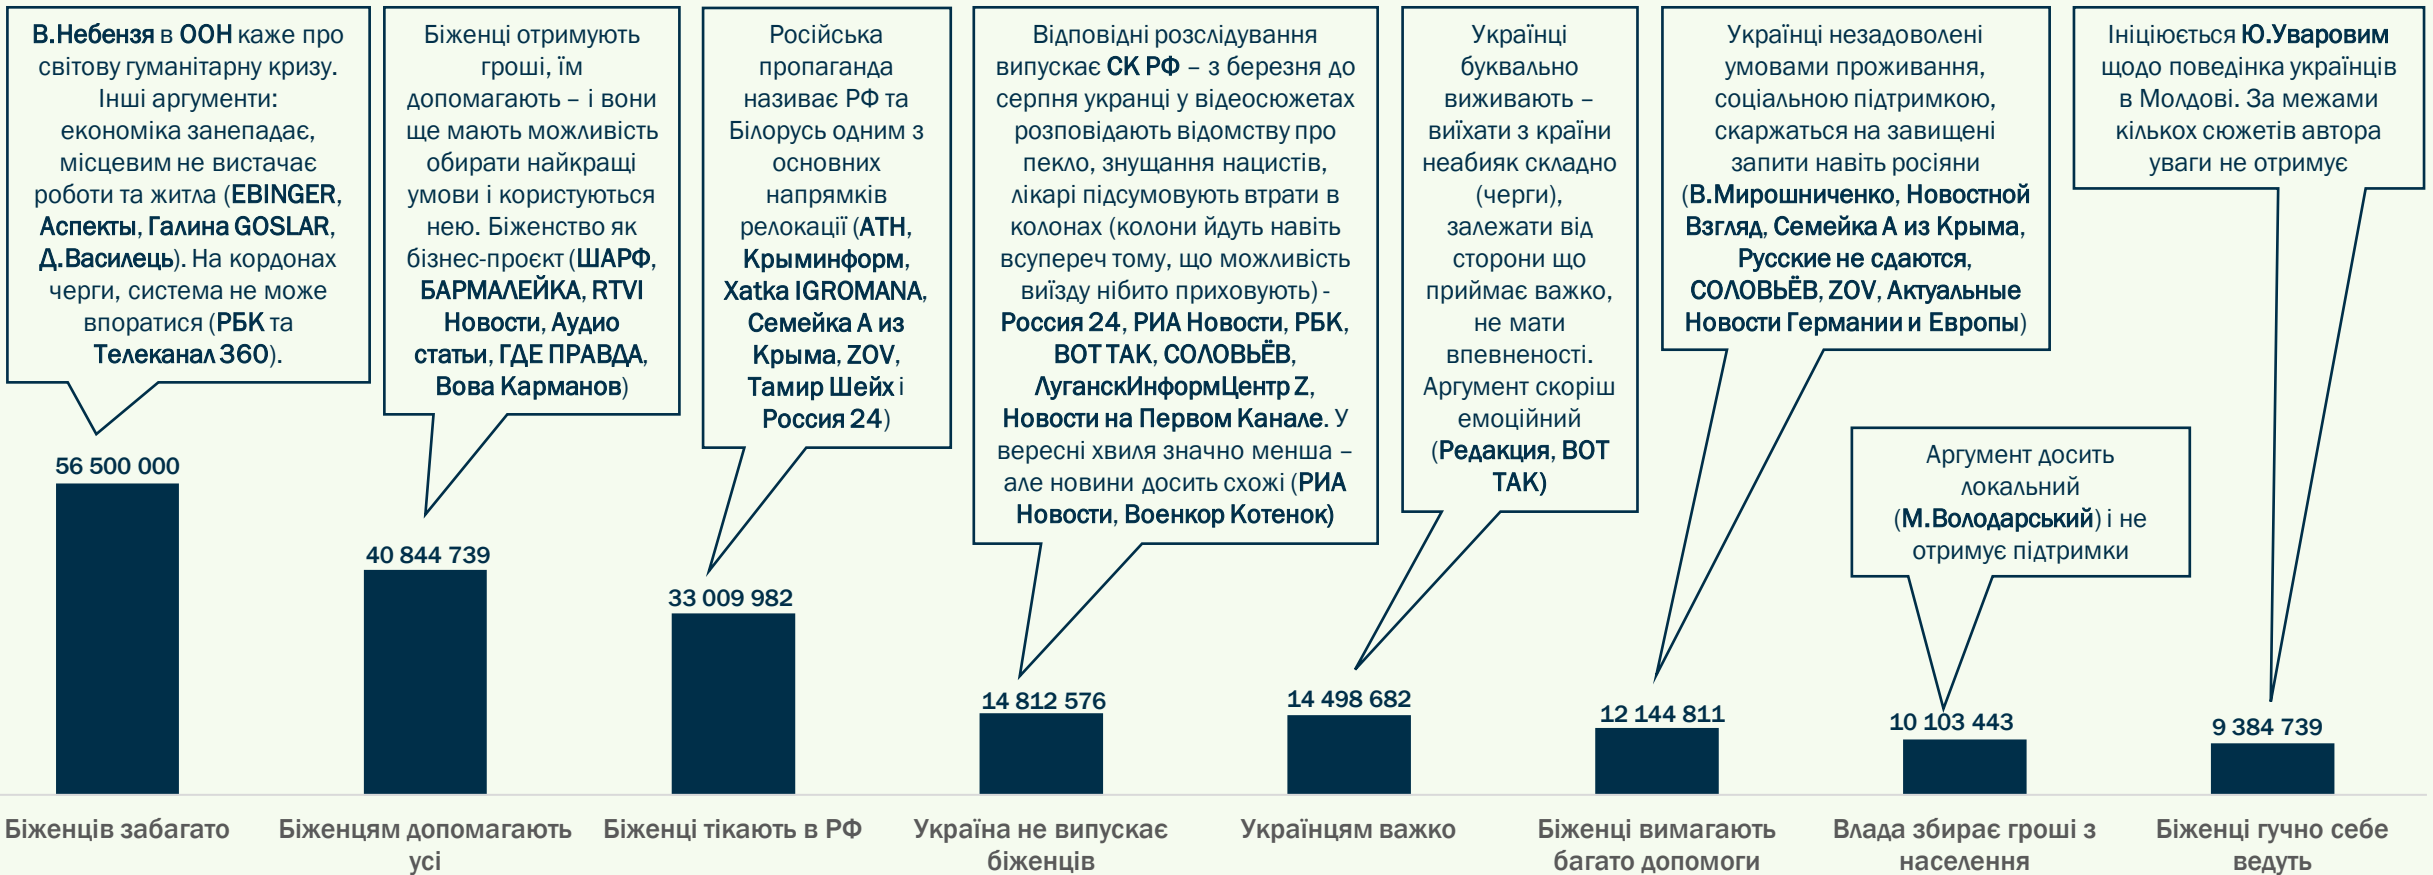 В.Небензя в ООН каже про
світову гуманітарну кризу.
Інші аргументи:
економіка занепадає,
місцевим не вистачає
роботи та житла (EBINGER,
Аспекты, Галина GOSLAR,
Д.Василець). На кордонах
черги, система не може
впоратися (РБК та
Телеканал 360).
Біженці отримують
гроші, їм
допомагають – і вони
ще мають можливість
обирати найкращі
умови і користуються
нею. Біженство як
бізнес-проєкт (ШАРФ,
БАРМАЛЕЙКА, RTVI
Новости, Аудио
статьи, ГДЕ ПРАВДА,
Вова Карманов)
Російська
пропаганда
називає РФ та
Білорусь одним з
основних
напрямків
релокації (АТН,
Крыминформ,
Xatka IGROMANA,
Семейка А из
Крыма, ZOV,
Тамир Шейх і
Россия 24)
Відповідні розслідування
випускає СК РФ – з березня до
серпня укранці у відеосюжетах
розповідають відомству про
пекло, знущання нацистів,
лікарі підсумовують втрати в
колонах (колони йдуть навіть
всупереч тому, що можливість
виїзду нібито приховують) -
Россия 24, РИА Новости, РБК,
ВОТ ТАК, СОЛОВЬЁВ,
ЛуганскИнформЦентр Z,
Новости на Первом Канале. У
вересні хвиля значно менша –
але новини досить схожі (РИА
Новости, Военкор Котенок)
Українці
буквально
виживають –
виїхати з країни
неабияк складно
(черги),
залежати від
сторони що
приймає важко,
не мати
впевненості.
Аргумент скоріш
емоційний
(Редакция, ВОТ
ТАК)
Українці незадоволені
умовами проживання,
соціальною підтримкою,
скаржаться на завищені
запити навіть росіяни
(В.Мирошниченко, Новостной
Взгляд, Семейка А из Крыма,
Русские не сдаются,
СОЛОВЬЁВ, ZOV, Актуальные
Новости Германии и Европы)
Аргумент досить
локальний
(М.Володарський) і не
отримує підтримки
Ініціюється Ю.Уваровим
щодо поведінка українців
в Молдові. За межами
кількох сюжетів автора
уваги не отримує
56 500 000
40 844 739
33 009 982
14 812 576
14 498 682
12 144 811
10 103 443
9 384 739
Біженців забагато
Біженцям допомагають
усі
Біженці тікають в РФ
Україна не випускає
біженців
Українцям важко
Біженці вимагають
багато допомоги
Влада збирає гроші з
населення
Біженці гучно себе
ведуть